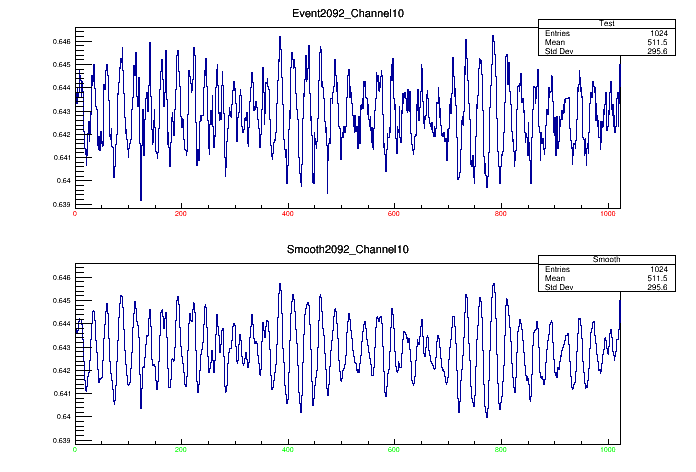 Event2092_Channel10
Test
Entries 1024
Mean 511.5
Std Dev 295.6
0.646
0.645
0.644
0.643
0.642
0.641
0.64
0.639
0 200 400 600 800 1000
Smooth2092_Channel10
Smooth
Entries 1024
Mean 511.5
Std Dev 295.6
0.646
0.645
0.644
0.643
0.642
0.641
0.64
0.639
0 200 400 600 800 1000